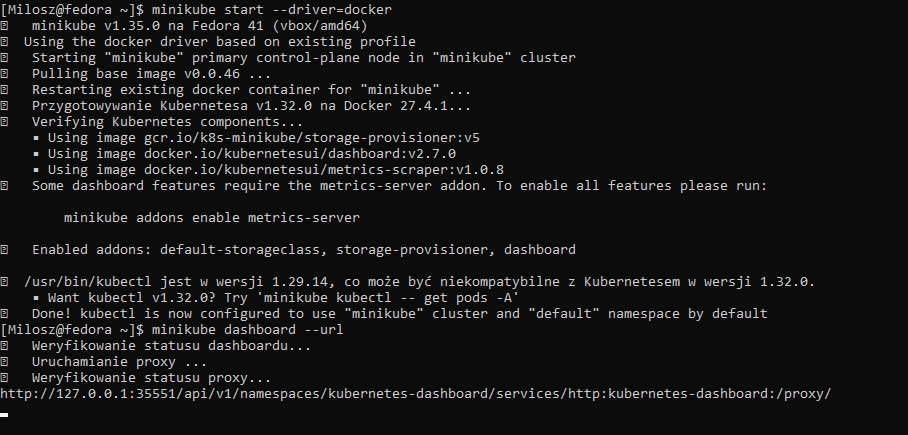 [Milosz@fedora ~]$ minikube start --driver=docker
minikube v1.35.0 na Fedora 41 (vbox/amd64)
Using the docker driver based on existing profile
Starting "minikube" primary control-plane node in "minikube" cluster
Pulling base image v0.0.46 ...
Restarting existing docker container for "minikube" ...
Przygotowywanie Kubernetesa v1.32.0 na Docker 27.4.1...
Verifying Kubernetes components...
▪ Using image gcr.io/k8s-minikube/storage-provisioner:v5
▪ Using image docker.io/kubernetesui/dashboard:v2.7.0
▪ Using image docker.io/kubernetesui/metrics-scraper:v1.0.8
Some dashboard features require the metrics-server addon. To enable all features please run:
minikube addons enable metrics-server
Enabled addons: default-storageclass, storage-provisioner, dashboard
/usr/bin/kubectl jest w wersji 1.29.14, co może być niekompatybilne z Kubernetesem w wersji 1.32.0.
▪ Want kubectl v1.32.0? Try 'minikube kubectl -- get pods -A'
Done! kubectl is now configured to use "minikube" cluster and "default" namespace by default
[Milosz@fedora ~]$ minikube dashboard --url
Weryfikowanie statusu dashboardu...
Uruchamianie proxy ...
Weryfikowanie statusu proxy...
http://127.0.0.1:35551/api/v1/namespaces/kubernetes-dashboard/services/http:kubernetes-dashboard:/proxy/